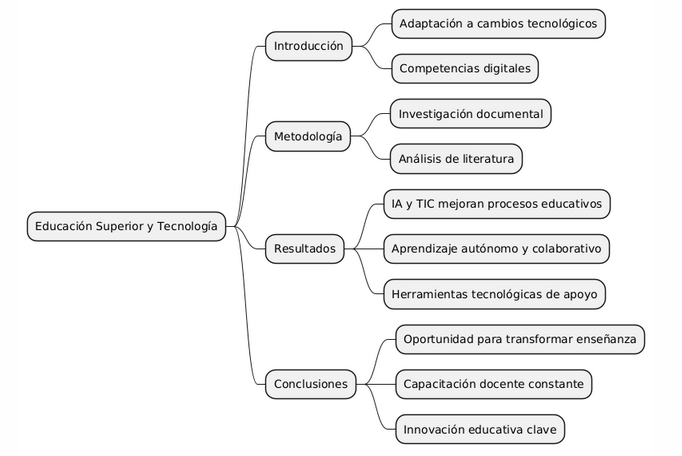 Educación Superior y Tecnología
Introducción
Adaptación a cambios tecnológicos
Competencias digitales
Metodología
Investigación documental
Análisis de literatura
Resultados
IA y TIC mejoran procesos educativos
Aprendizaje autónomo y colaborativo
Herramientas tecnológicas de apoyo
Conclusiones
Oportunidad para transformar enseñanza
Capacitación docente constante
Innovación educativa clave